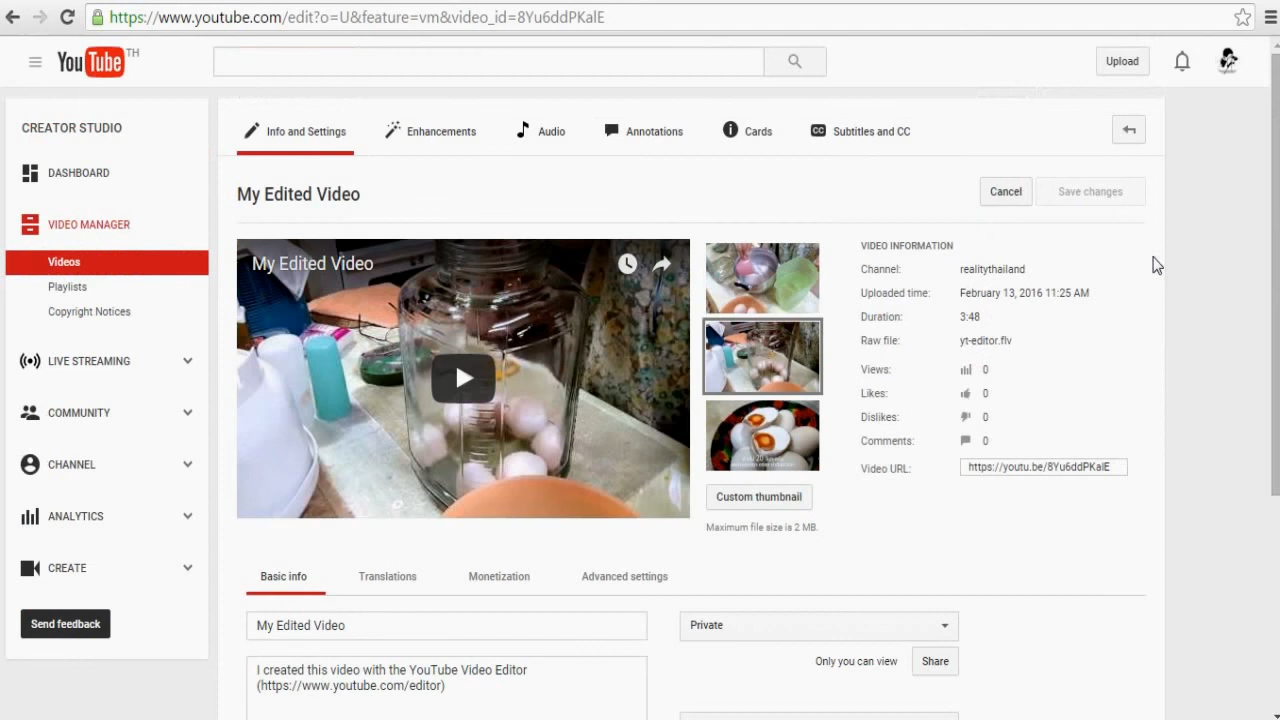 https://www.youtube.com/edit?o=U&feature=vm&video_id=8Yu6ddPKalE
YouTube TH
Upload
CREATOR STUDIO
DASHBOARD
VIDEO MANAGER
Videos
Playlists
Copyright Notices
LIVE STREAMING
COMMUNITY
CHANNEL
ANALYTICS
CREATE
Send feedback
Info and Settings
Enhancements
Audio
Annotations
Cards
CC Subtitles and CC
My Edited Video
Cancel
Save changes
My Edited Video
Custom thumbnail
Maximum file size is 2 MB.
VIDEO INFORMATION
Channel: realitythailand
Uploaded time: February 13, 2016 11:25 AM
Duration: 3:48
Raw file: yt-editor.flv
Views: 0
Likes: 0
Dislikes: 0
Comments: 0
Video URL: https://youtu.be/8Yu6ddPKalE
Basic info
Translations
Monetization
Advanced settings
My Edited Video
Private
I created this video with the YouTube Video Editor
(https://www.youtube.com/editor)
Only you can view
Share